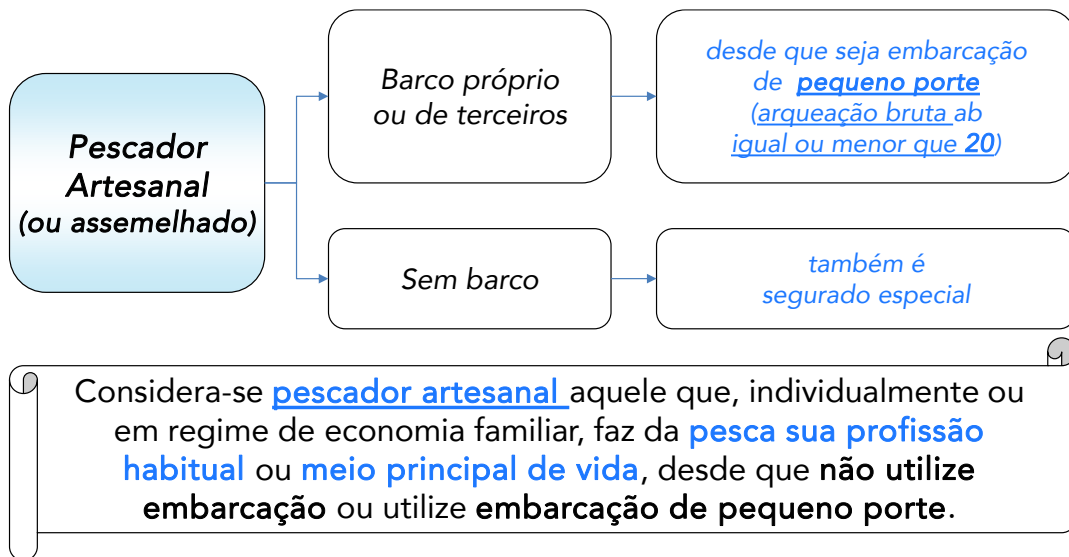 Pescador
Artesanal
(ou assemelhado)
Barco próprio
ou de terceiros
desde que seja embarcação
de pequeno porte
(arqueação bruta ab
igual ou menor que 20)
Sem barco
também é
segurado especial
Considera-se pescador artesanal aquele que, individualmente ou
em regime de economia familiar, faz da pesca sua profissão
habitual ou meio principal de vida, desde que não utilize
embarcação ou utilize embarcação de pequeno porte.